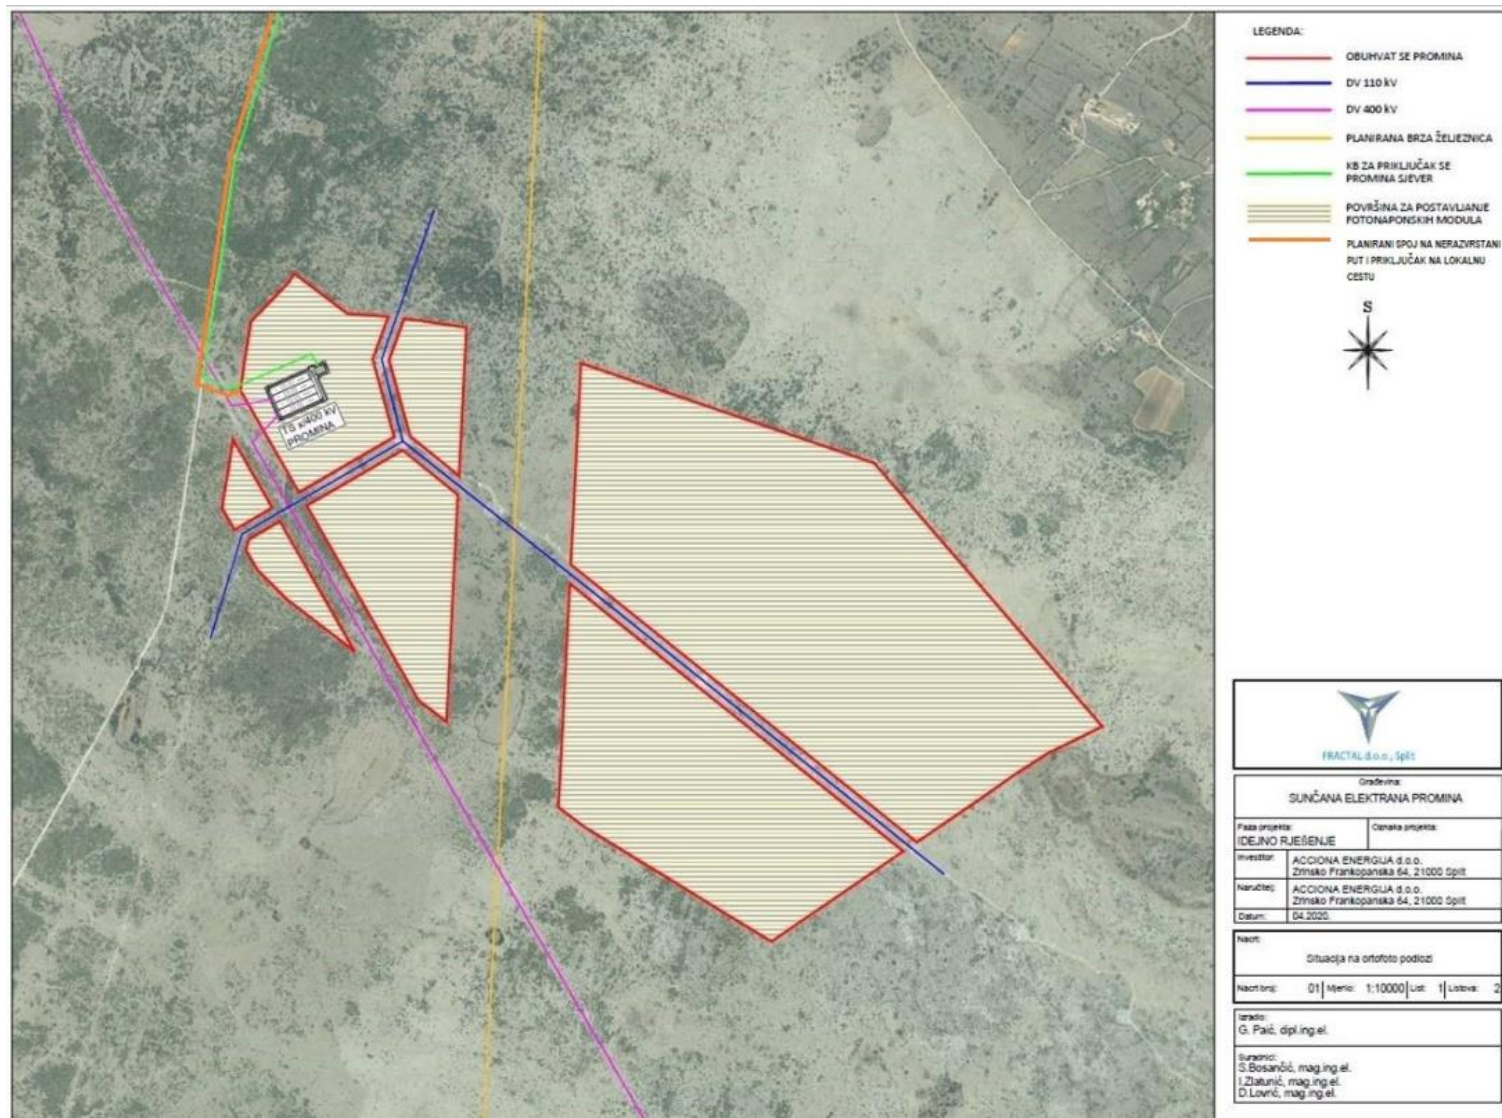 TS x/400 kV
PROMINA
LEGENDA:
OBUHVAT SE PROMINA
DV 110 kV
DV 400 kV
PLANIRANA BRZA ŽELJEZNICA
KB ZA PRIKLJUČAK SE
PROMINA SJEVER
POVRŠINA ZA POSTAVLJANJE
FOTONAPONSKIH MODULA
PLANIRANI SPOJ NA NERAZVRSTANI
PUT I PRIKLJUČAK NA LOKALNU
CESTU
S
FRACTAL d.o.o., Split
Građevina:
SUNČANA ELEKTRANA PROMINA
Faza projekta: Oznaka projekta:
IDEJNO RJEŠENJE
Investitor: ACCIONA ENERGIJA d.o.o.
Zrinsko Frankopanska 64, 21000 Split
Naručitelj: ACCIONA ENERGIJA d.o.o.
Zrinsko Frankopanska 64, 21000 Split
Datum: 04.2020.
Nacrt:
Situacija na ortofoto podlozi
Nacrt broj: 01 Mjerilo: 1:10000 List: 1 Listova: 2
Izradio:
G. Paić, dipl.ing.el.
Suradnici:
S.Bosančić, mag.ing.el.
I.Zlatunić, mag.ing.el.
D.Lovrić, mag.ing.el.